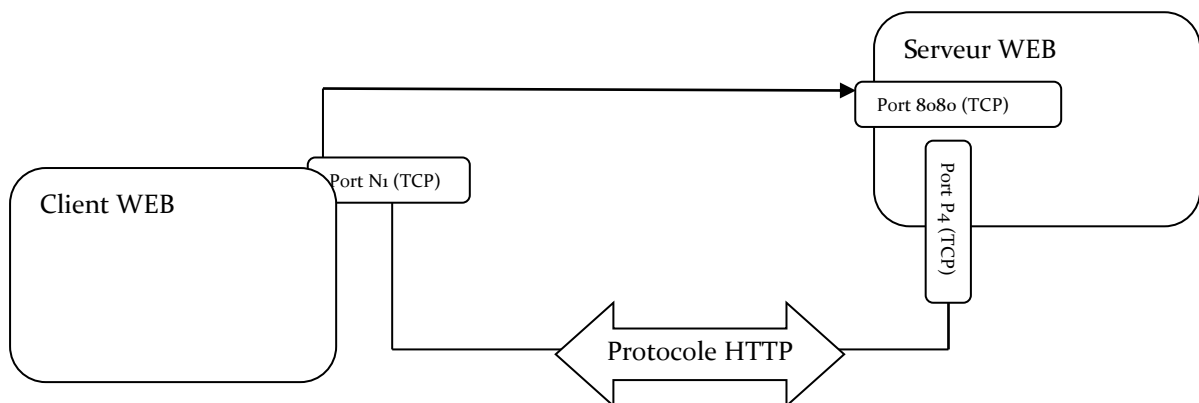 Serveur WEB
Port 8080 (TCP)
Port N1 (TCP)
Client WEB
Port P4 (TCP)
Protocole HTTP